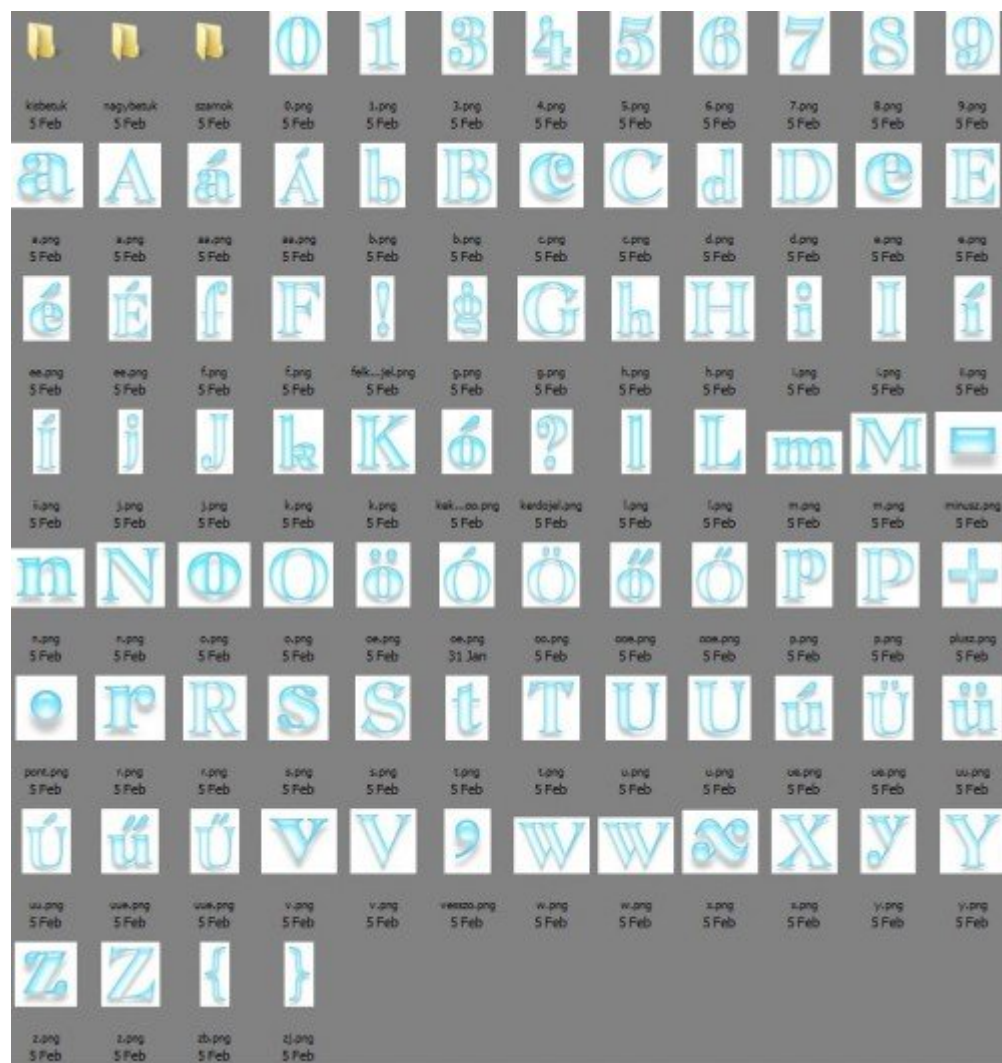 0 1 3 4 5 6 7 8 9
kisbetuk nagybetuk szamok 0.png 1.png 3.png 4.png 5.png 6.png 7.png 8.png 9.png
5 Feb 5 Feb 5 Feb 5 Feb 5 Feb 5 Feb 5 Feb 5 Feb 5 Feb 5 Feb 5 Feb 5 Feb
a A á Á b B c C d D e E
a.png a.png aa.png aa.png b.png b.png c.png c.png d.png d.png e.png e.png
5 Feb 5 Feb 5 Feb 5 Feb 5 Feb 5 Feb 5 Feb 5 Feb 5 Feb 5 Feb 5 Feb 5 Feb
é É f F ! g G h H i I í
ee.png ee.png f.png f.png felk...jel.png g.png g.png h.png h.png i.png i.png ii.png
5 Feb 5 Feb 5 Feb 5 Feb 5 Feb 5 Feb 5 Feb 5 Feb 5 Feb 5 Feb 5 Feb 5 Feb
Í j J k K ó ? l L m M -
ii.png j.png j.png k.png k.png kek...oo.png kerdojel.png l.png l.png m.png m.png minusz.png
5 Feb 5 Feb 5 Feb 5 Feb 5 Feb 5 Feb 5 Feb 5 Feb 5 Feb 5 Feb 5 Feb 5 Feb
n N o O ö Ó Ö ő Ő p P +
n.png n.png o.png o.png oe.png oe.png oo.png ooe.png ooe.png p.png p.png plusz.png
5 Feb 5 Feb 5 Feb 5 Feb 5 Feb 31 Jan 5 Feb 5 Feb 5 Feb 5 Feb 5 Feb 5 Feb
. r R s S t T U U ú Ü ü
pont.png r.png r.png s.png s.png t.png t.png u.png u.png ue.png ue.png uu.png
5 Feb 5 Feb 5 Feb 5 Feb 5 Feb 5 Feb 5 Feb 5 Feb 5 Feb 5 Feb 5 Feb 5 Feb
Ú ű Ű v V , w W x X y Y
uu.png uue.png uue.png v.png v.png vesszo.png w.png w.png x.png x.png y.png y.png
5 Feb 5 Feb 5 Feb 5 Feb 5 Feb 5 Feb 5 Feb 5 Feb 5 Feb 5 Feb 5 Feb 5 Feb
z Z { }
z.png z.png zb.png zj.png
5 Feb 5 Feb 5 Feb 5 Feb